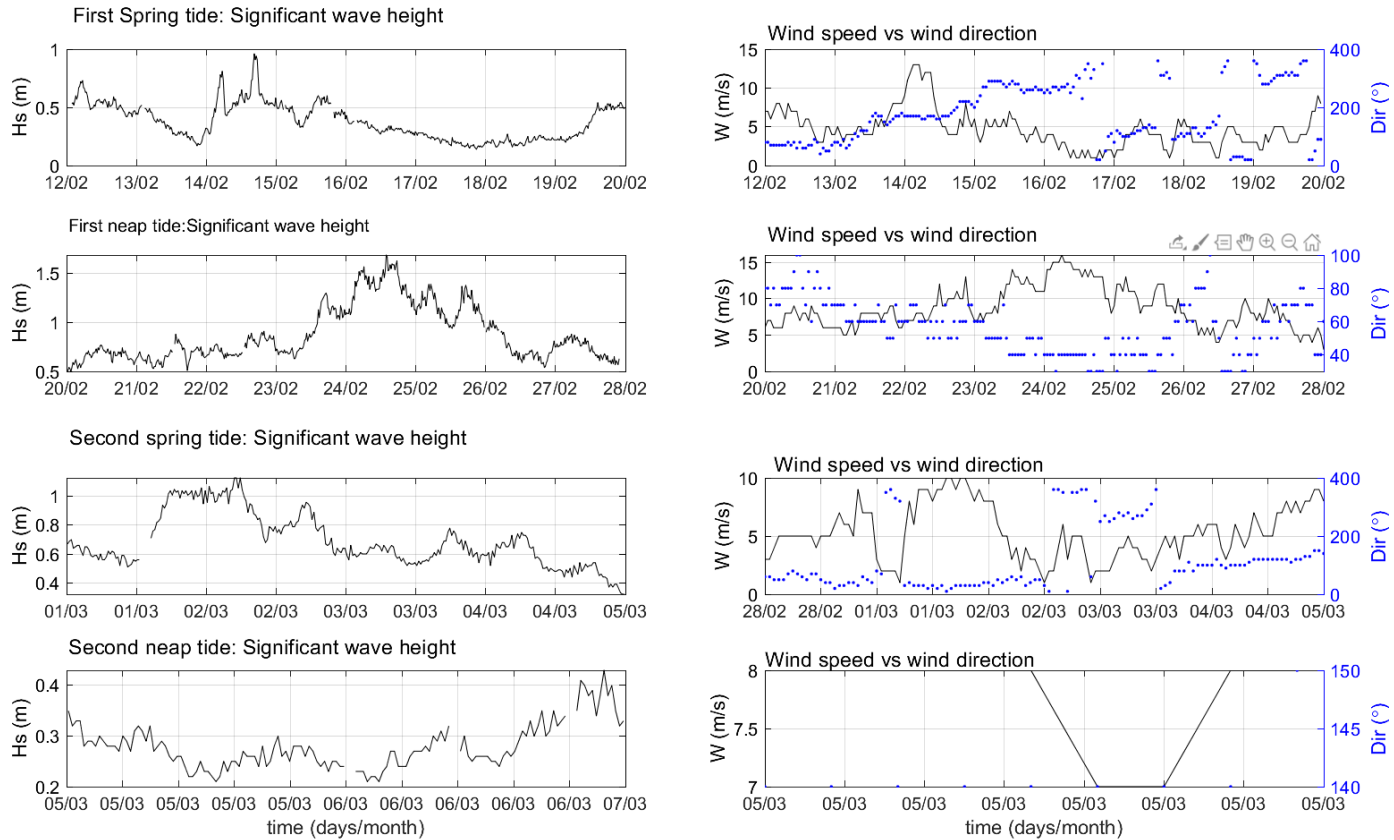 First Spring tide: Significant wave height
Hs (m)
1
0.5
0
12/02 13/02 14/02 15/02 16/02 17/02 18/02 19/02 20/02
Wind speed vs wind direction
W (m/s)
15
10
5
0
400
200
0
Dir (°)
12/02 13/02 14/02 15/02 16/02 17/02 18/02 19/02 20/02
First neap tide:Significant wave height
Hs (m)
1.5
1
0.5
20/02 21/02 22/02 23/02 24/02 25/02 26/02 27/02 28/02
Wind speed vs wind direction
W (m/s)
15
10
5
0
100
80
60
40
Dir (°)
20/02 21/02 22/02 23/02 24/02 25/02 26/02 27/02 28/02
Second spring tide: Significant wave height
Hs (m)
1
0.8
0.6
0.4
01/03 01/03 02/03 02/03 03/03 03/03 04/03 04/03 05/03
Wind speed vs wind direction
W (m/s)
10
5
0
400
200
0
Dir (°)
28/02 28/02 01/03 01/03 02/03 02/03 03/03 03/03 04/03 04/03 05/03
Second neap tide: Significant wave height
Hs (m)
0.4
0.3
0.2
05/03 05/03 05/03 05/03 05/03 06/03 06/03 06/03 06/03 06/03 07/03
time (days/month)
Wind speed vs wind direction
W (m/s)
8
7.5
7
150
145
140
Dir (°)
05/03 05/03 05/03 05/03 05/03 05/03 05/03 05/03
time (days/month)